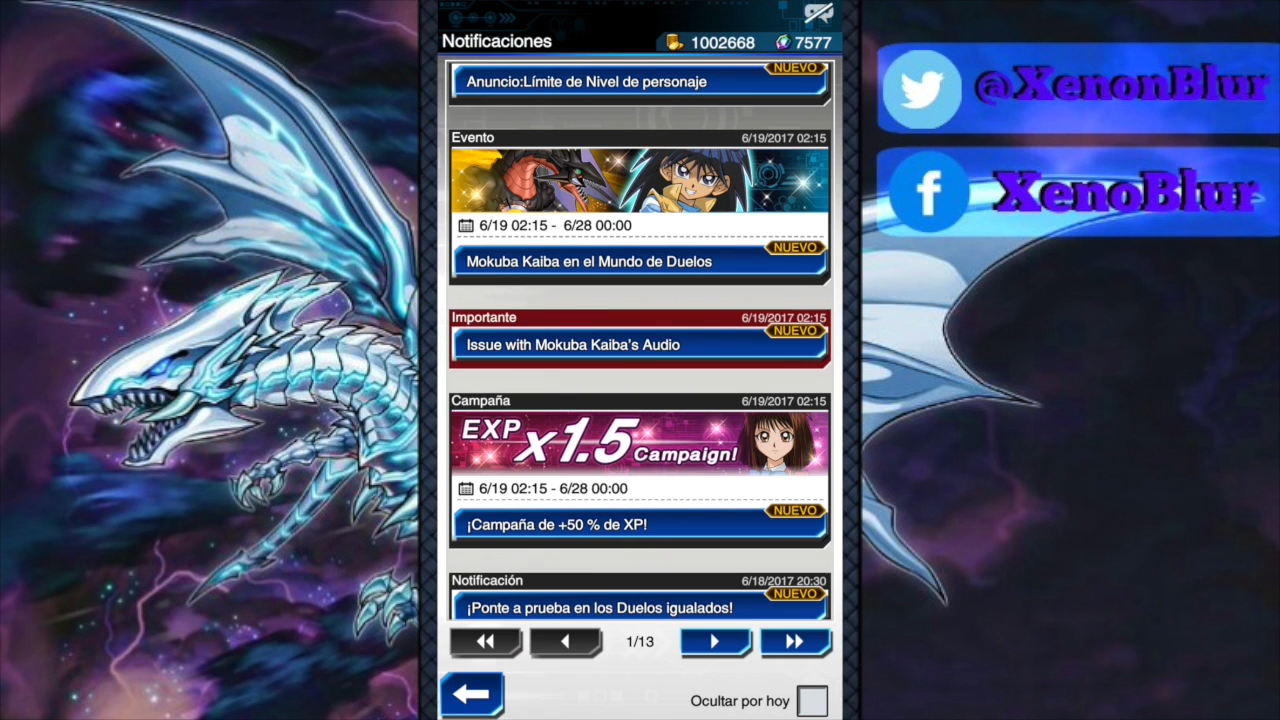 Notificaciones
1002668
7577
NUEVO
Anuncio:Límite de Nivel de personaje
Evento
6/19/2017 02:15
6/19 02:15 - 6/28 00:00
NUEVO
Mokuba Kaiba en el Mundo de Duelos
Importante
6/19/2017 02:15
NUEVO
Issue with Mokuba Kaiba's Audio
Campaña
6/19/2017 02:15
EXP x1.5 Campaign!
6/19 02:15 - 6/28 00:00
NUEVO
¡Campaña de +50 % de XP!
Notificación
6/18/2017 20:30
NUEVO
¡Ponte a prueba en los Duelos igualados!
1/13
Ocultar por hoy
@XenonBlur
f
XenoBlur